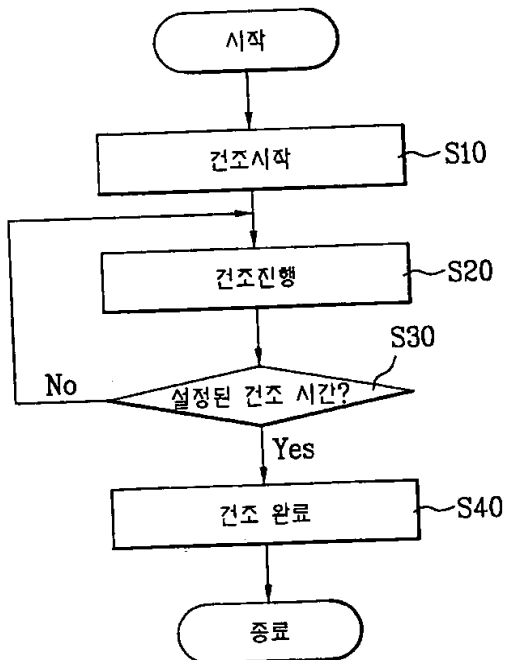 시작
건조시작
S10
건조진행
S20
S30
설정된 건조 시간?
No
Yes
건조 완료
S40
종료